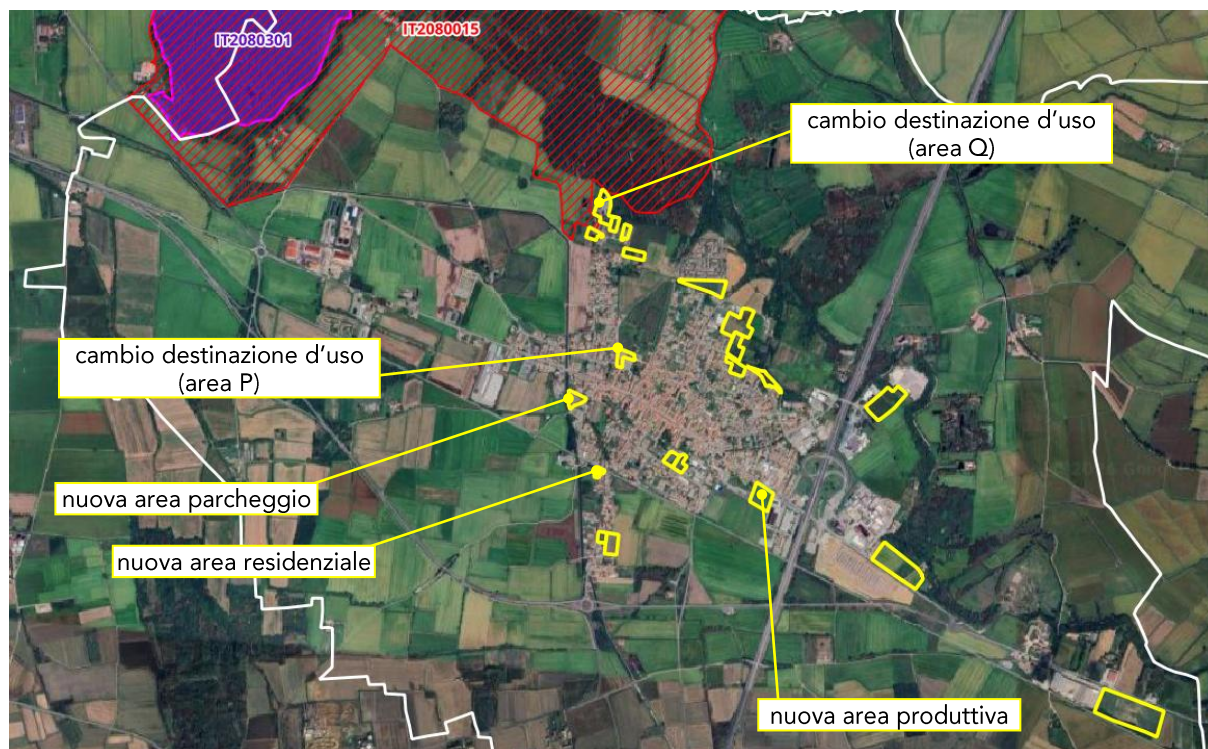 IT2080301
IT2080015
cambio destinazione d'uso
(area Q)
cambio destinazione d'uso
(area P)
nuova area parcheggio
nuova area residenziale
nuova area produttiva